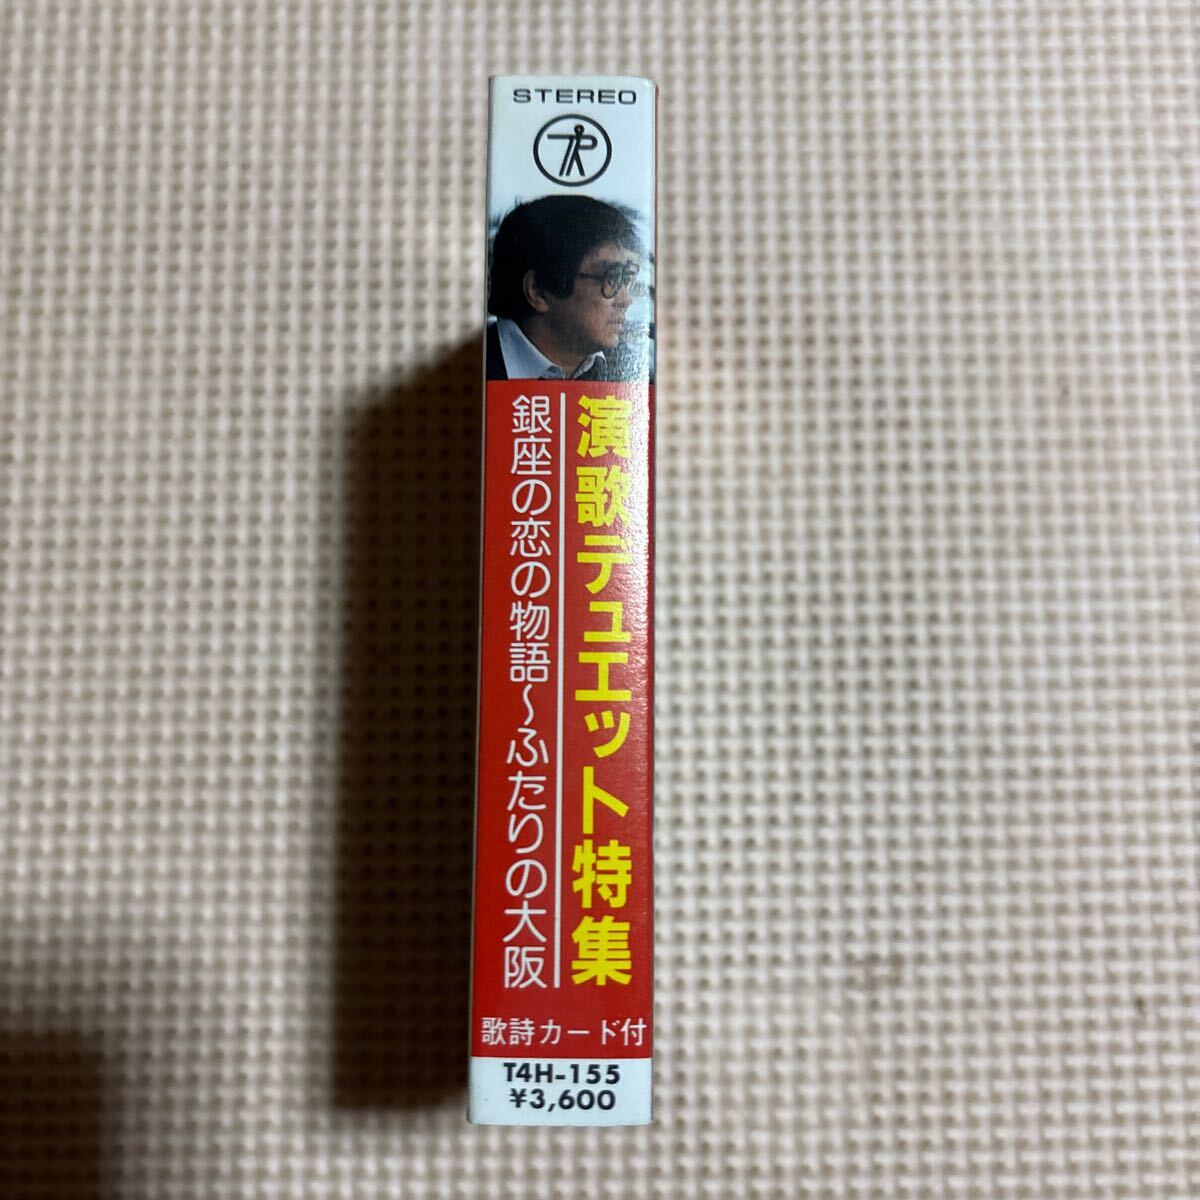 STEREO
演歌デュエット特集
銀座の恋の物語〜ふたりの大阪
歌詩カード付
T4H-155
¥3,600